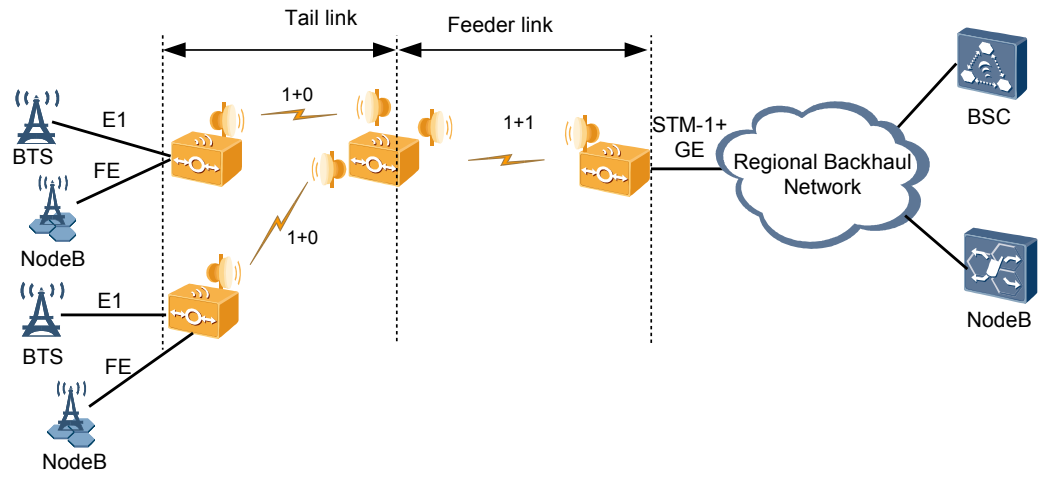 Tail link
Feeder link
1+0
1+1
E1
BTS
FE
NodeB
STM-1+
GE
Regional Backhaul
Network
BSC
1+0
E1
BTS
FE
NodeB
NodeB